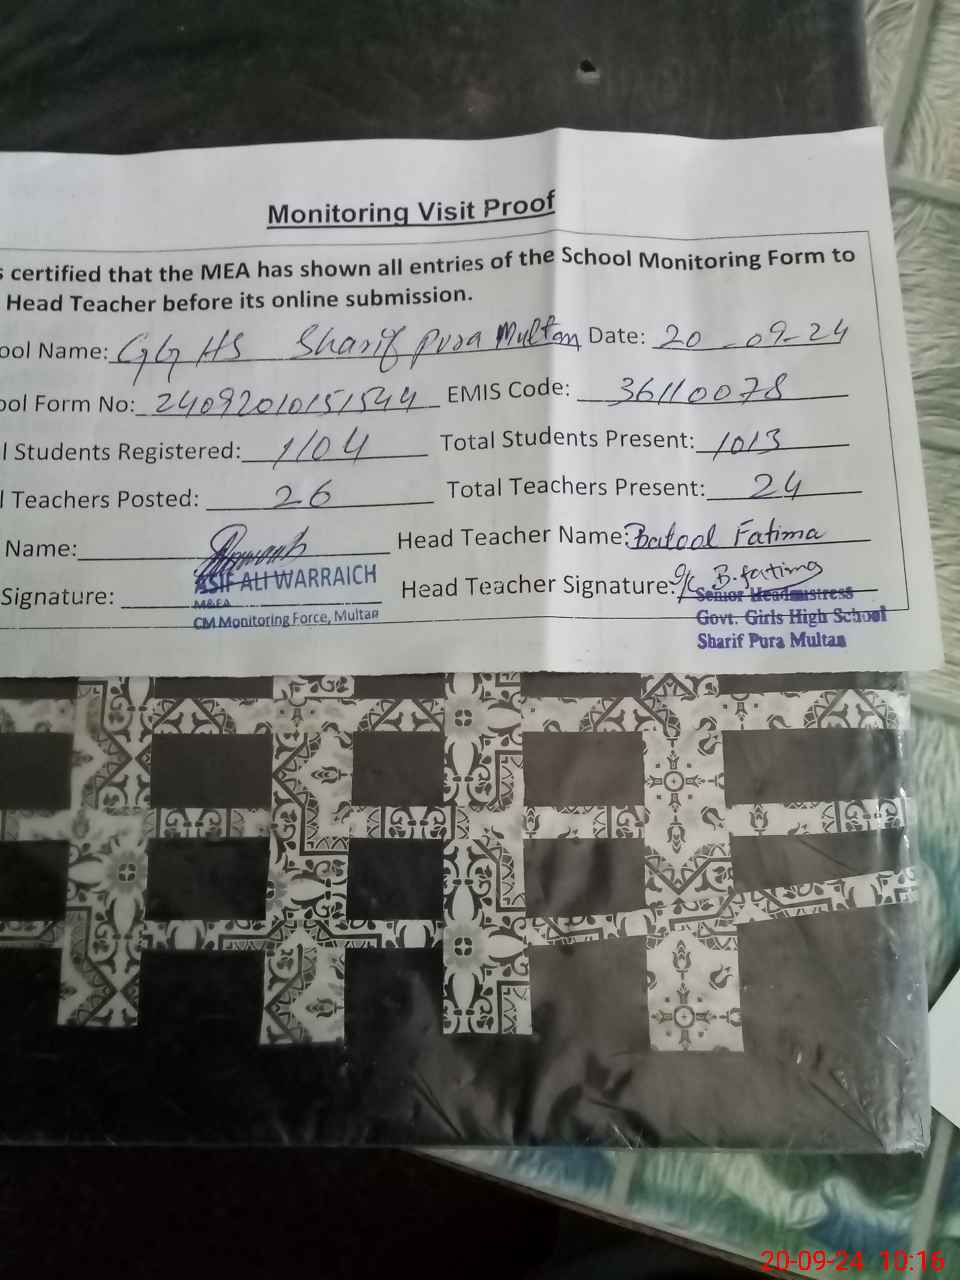 Monitoring Visit Proof
s certified that the MEA has shown all entries of the School Monitoring Form to
Head Teacher before its online submission.
ool Name: GGHS Sharif Pura Multan Date: 20-09-24
ool Form No: 24092010151544 EMIS Code: 36110078
l Students Registered: 1104 Total Students Present: 1013
l Teachers Posted: 26 Total Teachers Present: 24
Name: Head Teacher Name: Batool Fatima
Signature: ASIF ALI WARRAICH Head Teacher Signature: B. fatima
M&EA Senior Headmistress
CM Monitoring Force, Multan Govt. Girls High School
Sharif Pura Multan
20-09-24 10:16